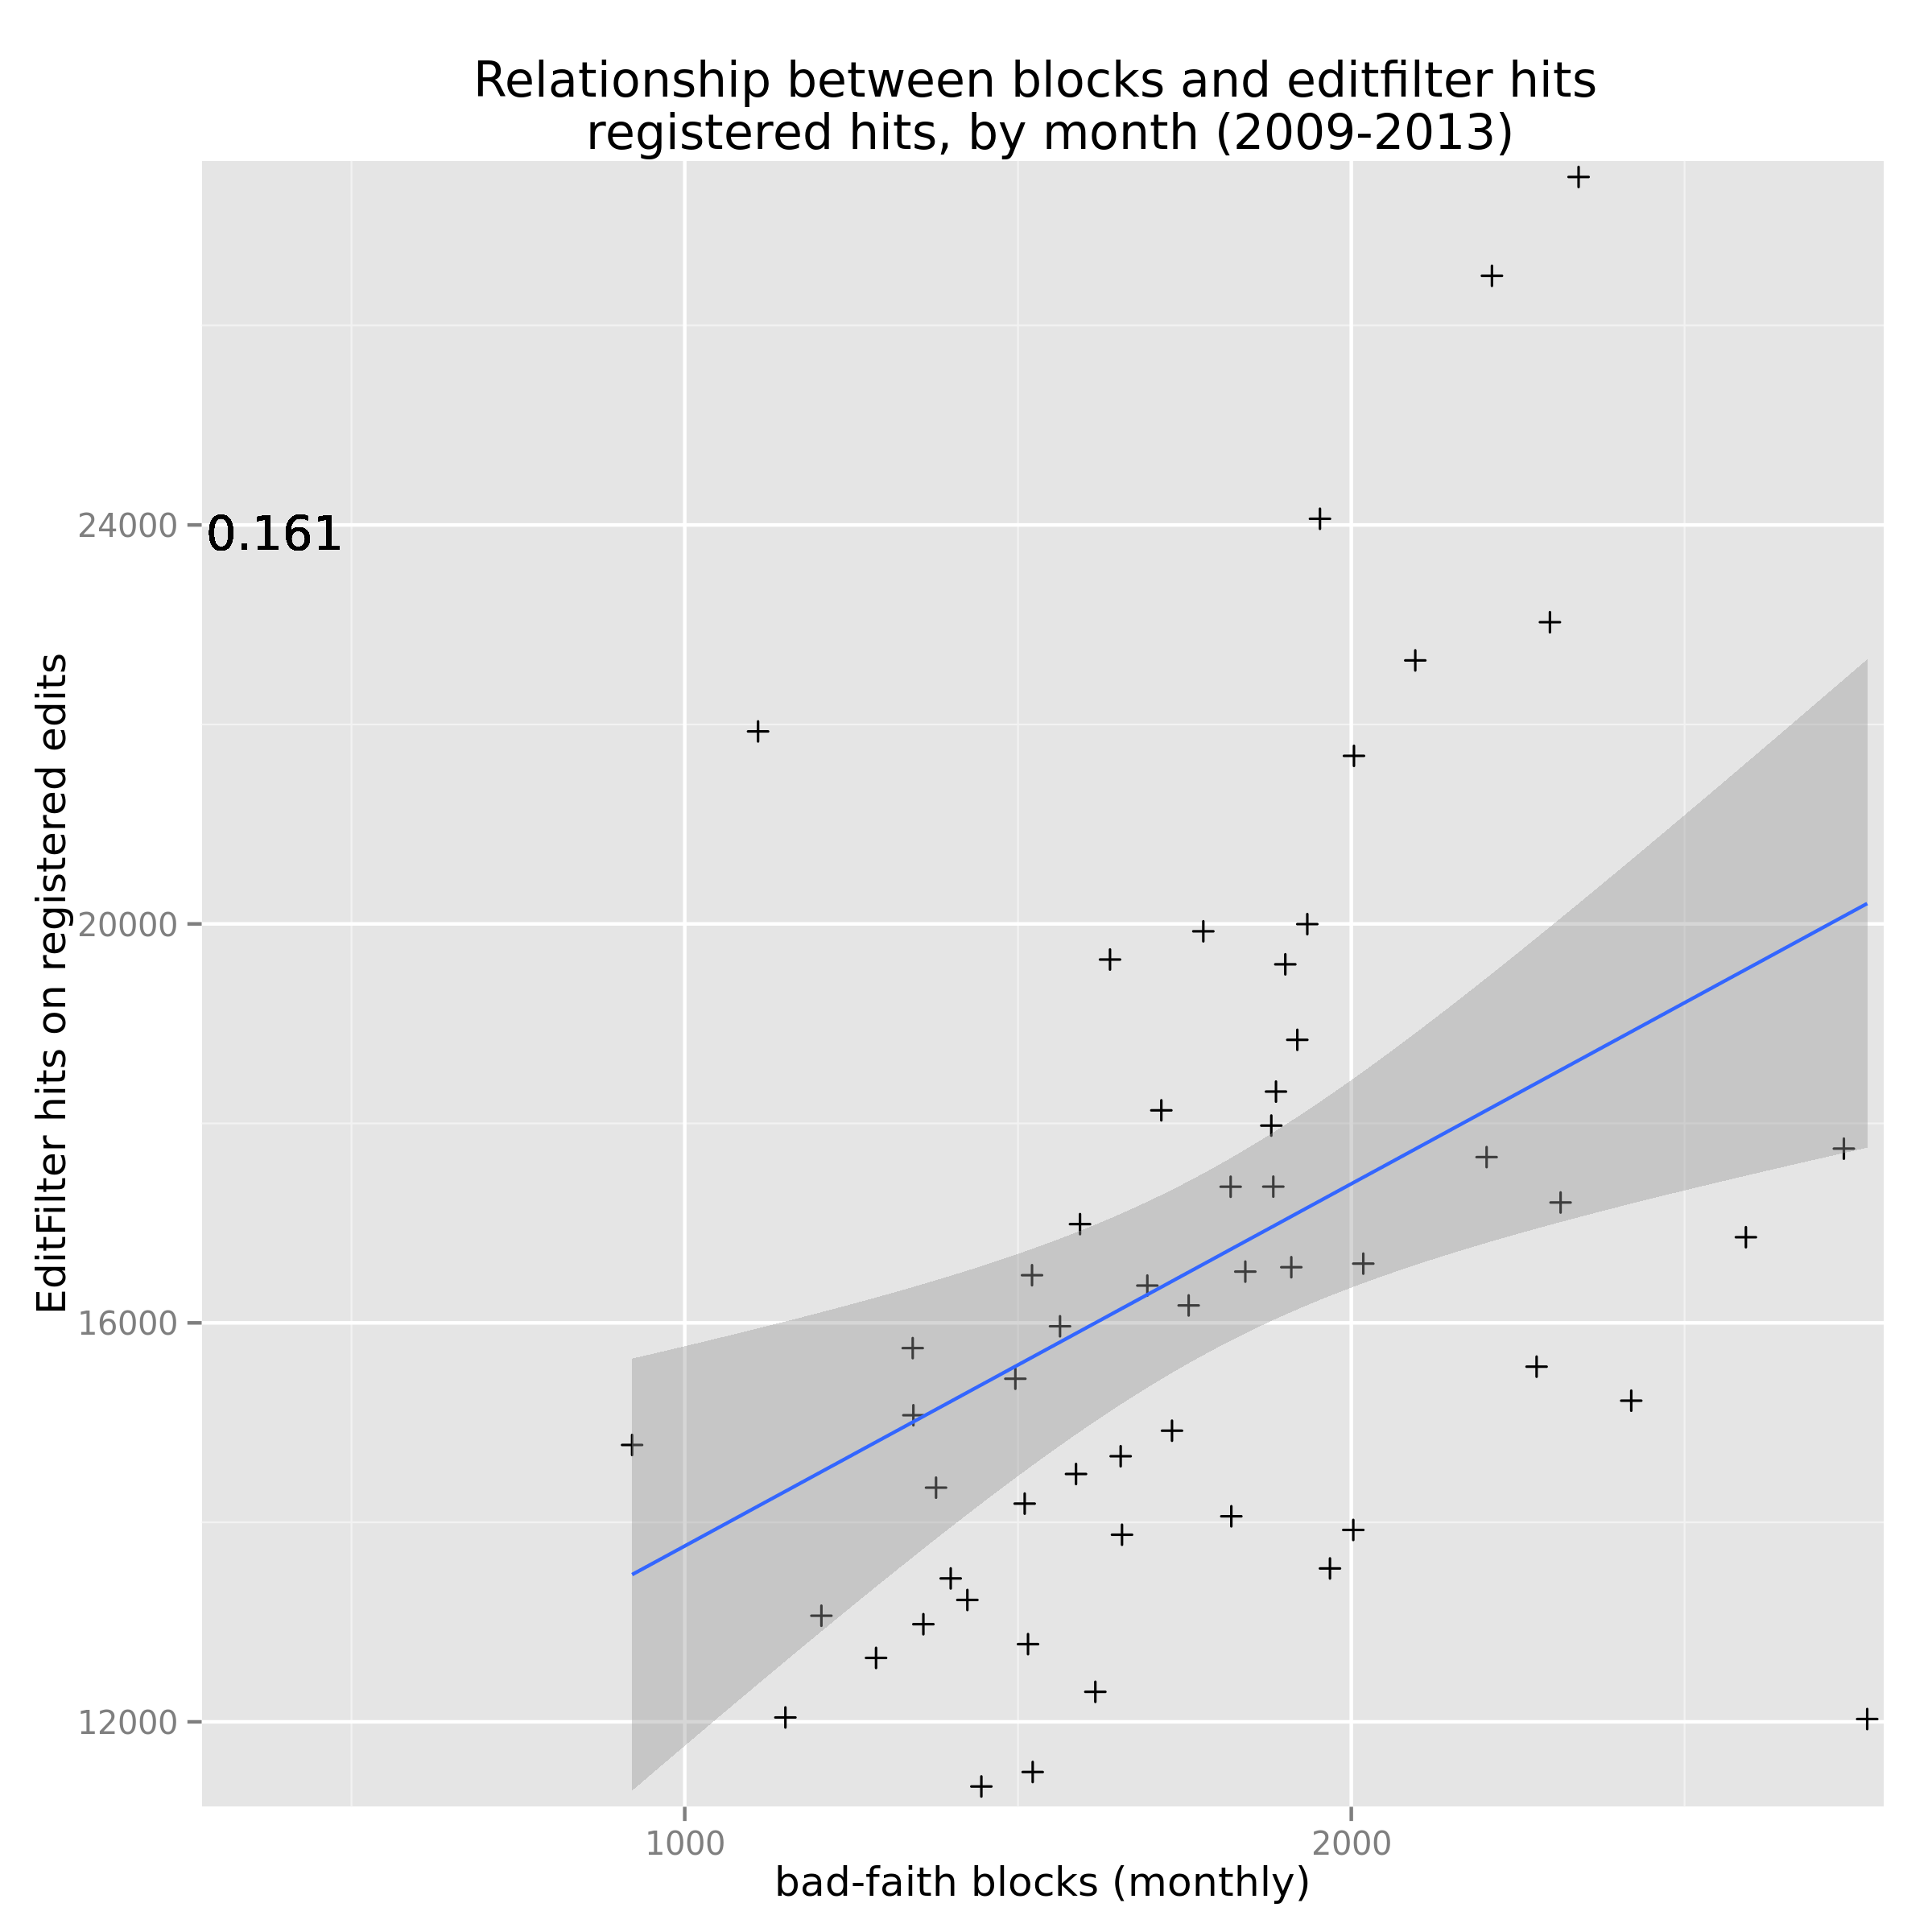 Relationship between blocks and editfilter hits
registered hits, by month (2009-2013)
EditFilter hits on registered edits
24000
20000
16000
12000
0.161
1000
2000
bad-faith blocks (monthly)